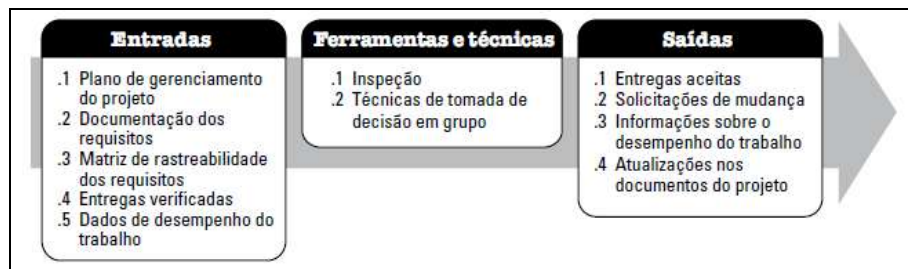 Entradas
.1 Plano de gerenciamento
do projeto
.2 Documentação dos
requisitos
.3 Matriz de rastreabilidade
dos requisitos
.4 Entregas verificadas
.5 Dados de desempenho do
trabalho
Ferramentas e técnicas
.1 Inspeção
.2 Técnicas de tomada de
decisão em grupo
Saídas
.1 Entregas aceitas
.2 Solicitações de mudança
.3 Informações sobre o
desempenho do trabalho
.4 Atualizações nos
documentos do projeto